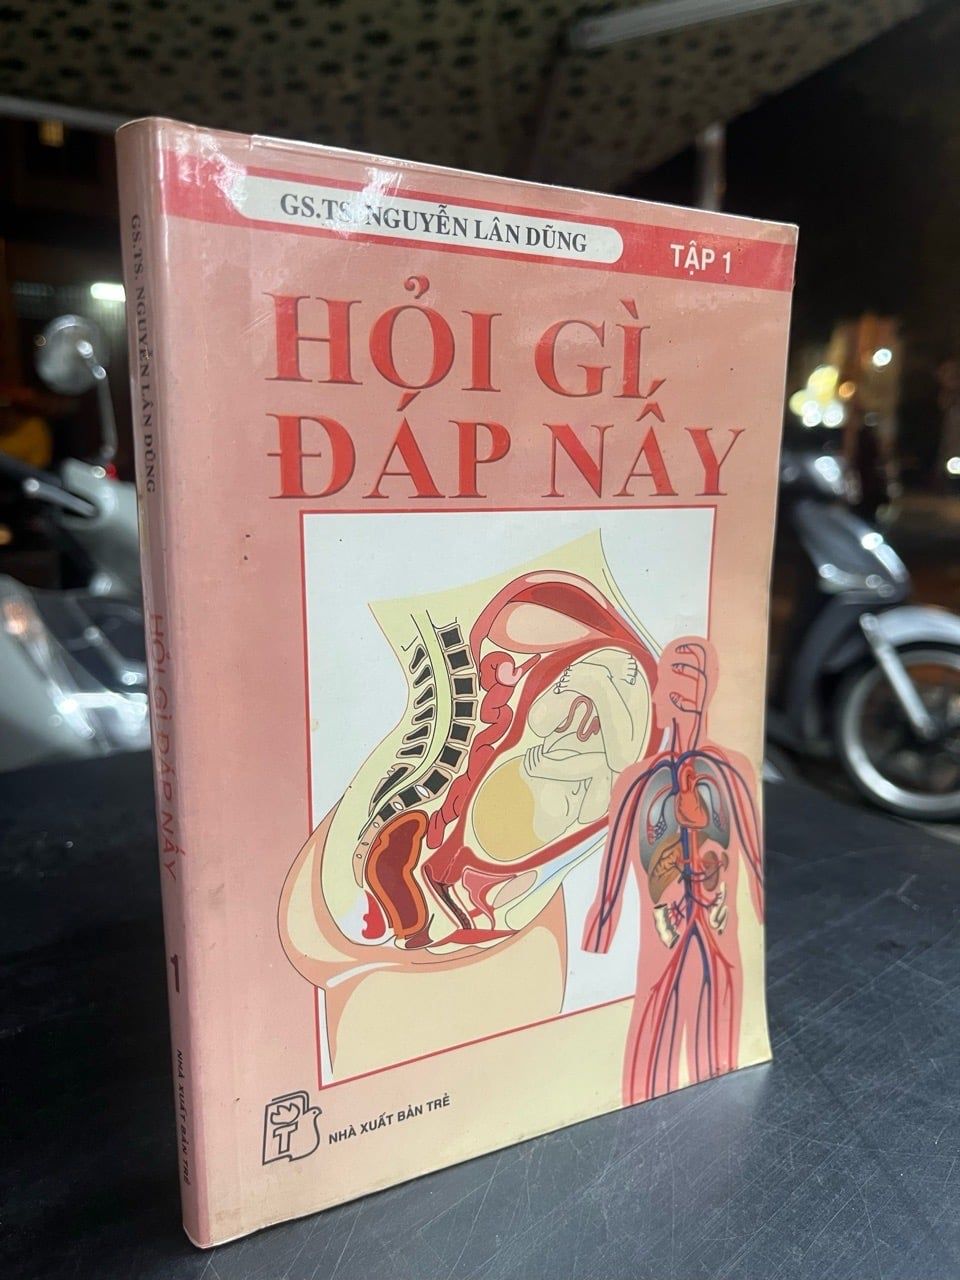 GS.TS. NGUYỄN LÂN DŨNG
TẬP 1
HỎI GÌ
ĐÁP NẤY
T
NHÀ XUẤT BẢN TRẺ
GS.TS. NGUYỄN LÂN DŨNG
HỎI GÌ ĐÁP NẤY
1
NHÀ XUẤT BẢN TRẺ